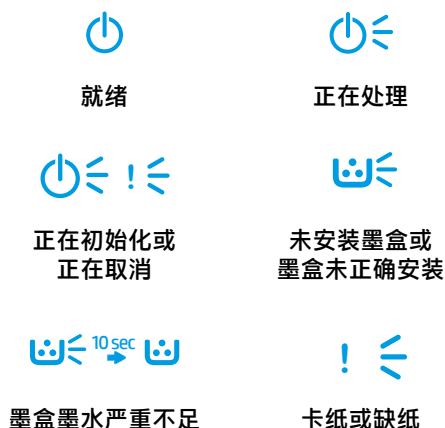 就绪
正在处理
!
正在初始化或
正在取消
未安装墨盒或
墨盒未正确安装
10 sec
墨盒墨水严重不足
!
卡纸或缺纸